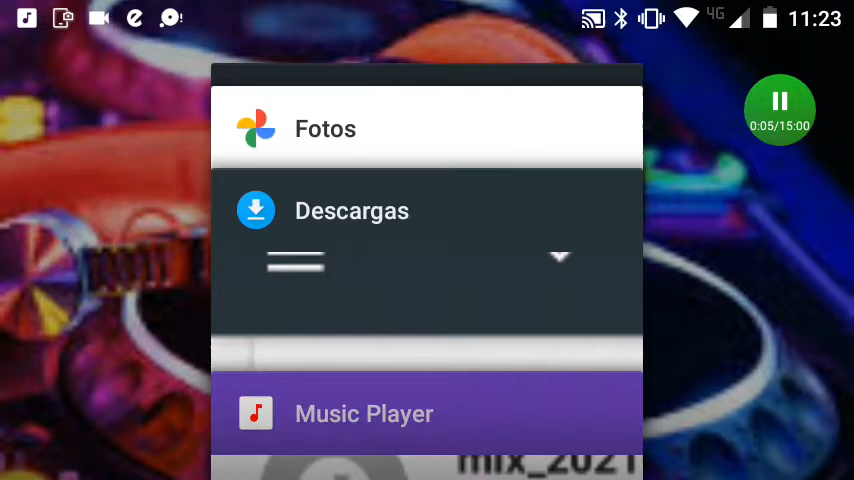 4G 11:23
0:05/15:00
Fotos
Descargas
Music Player
mix_2021